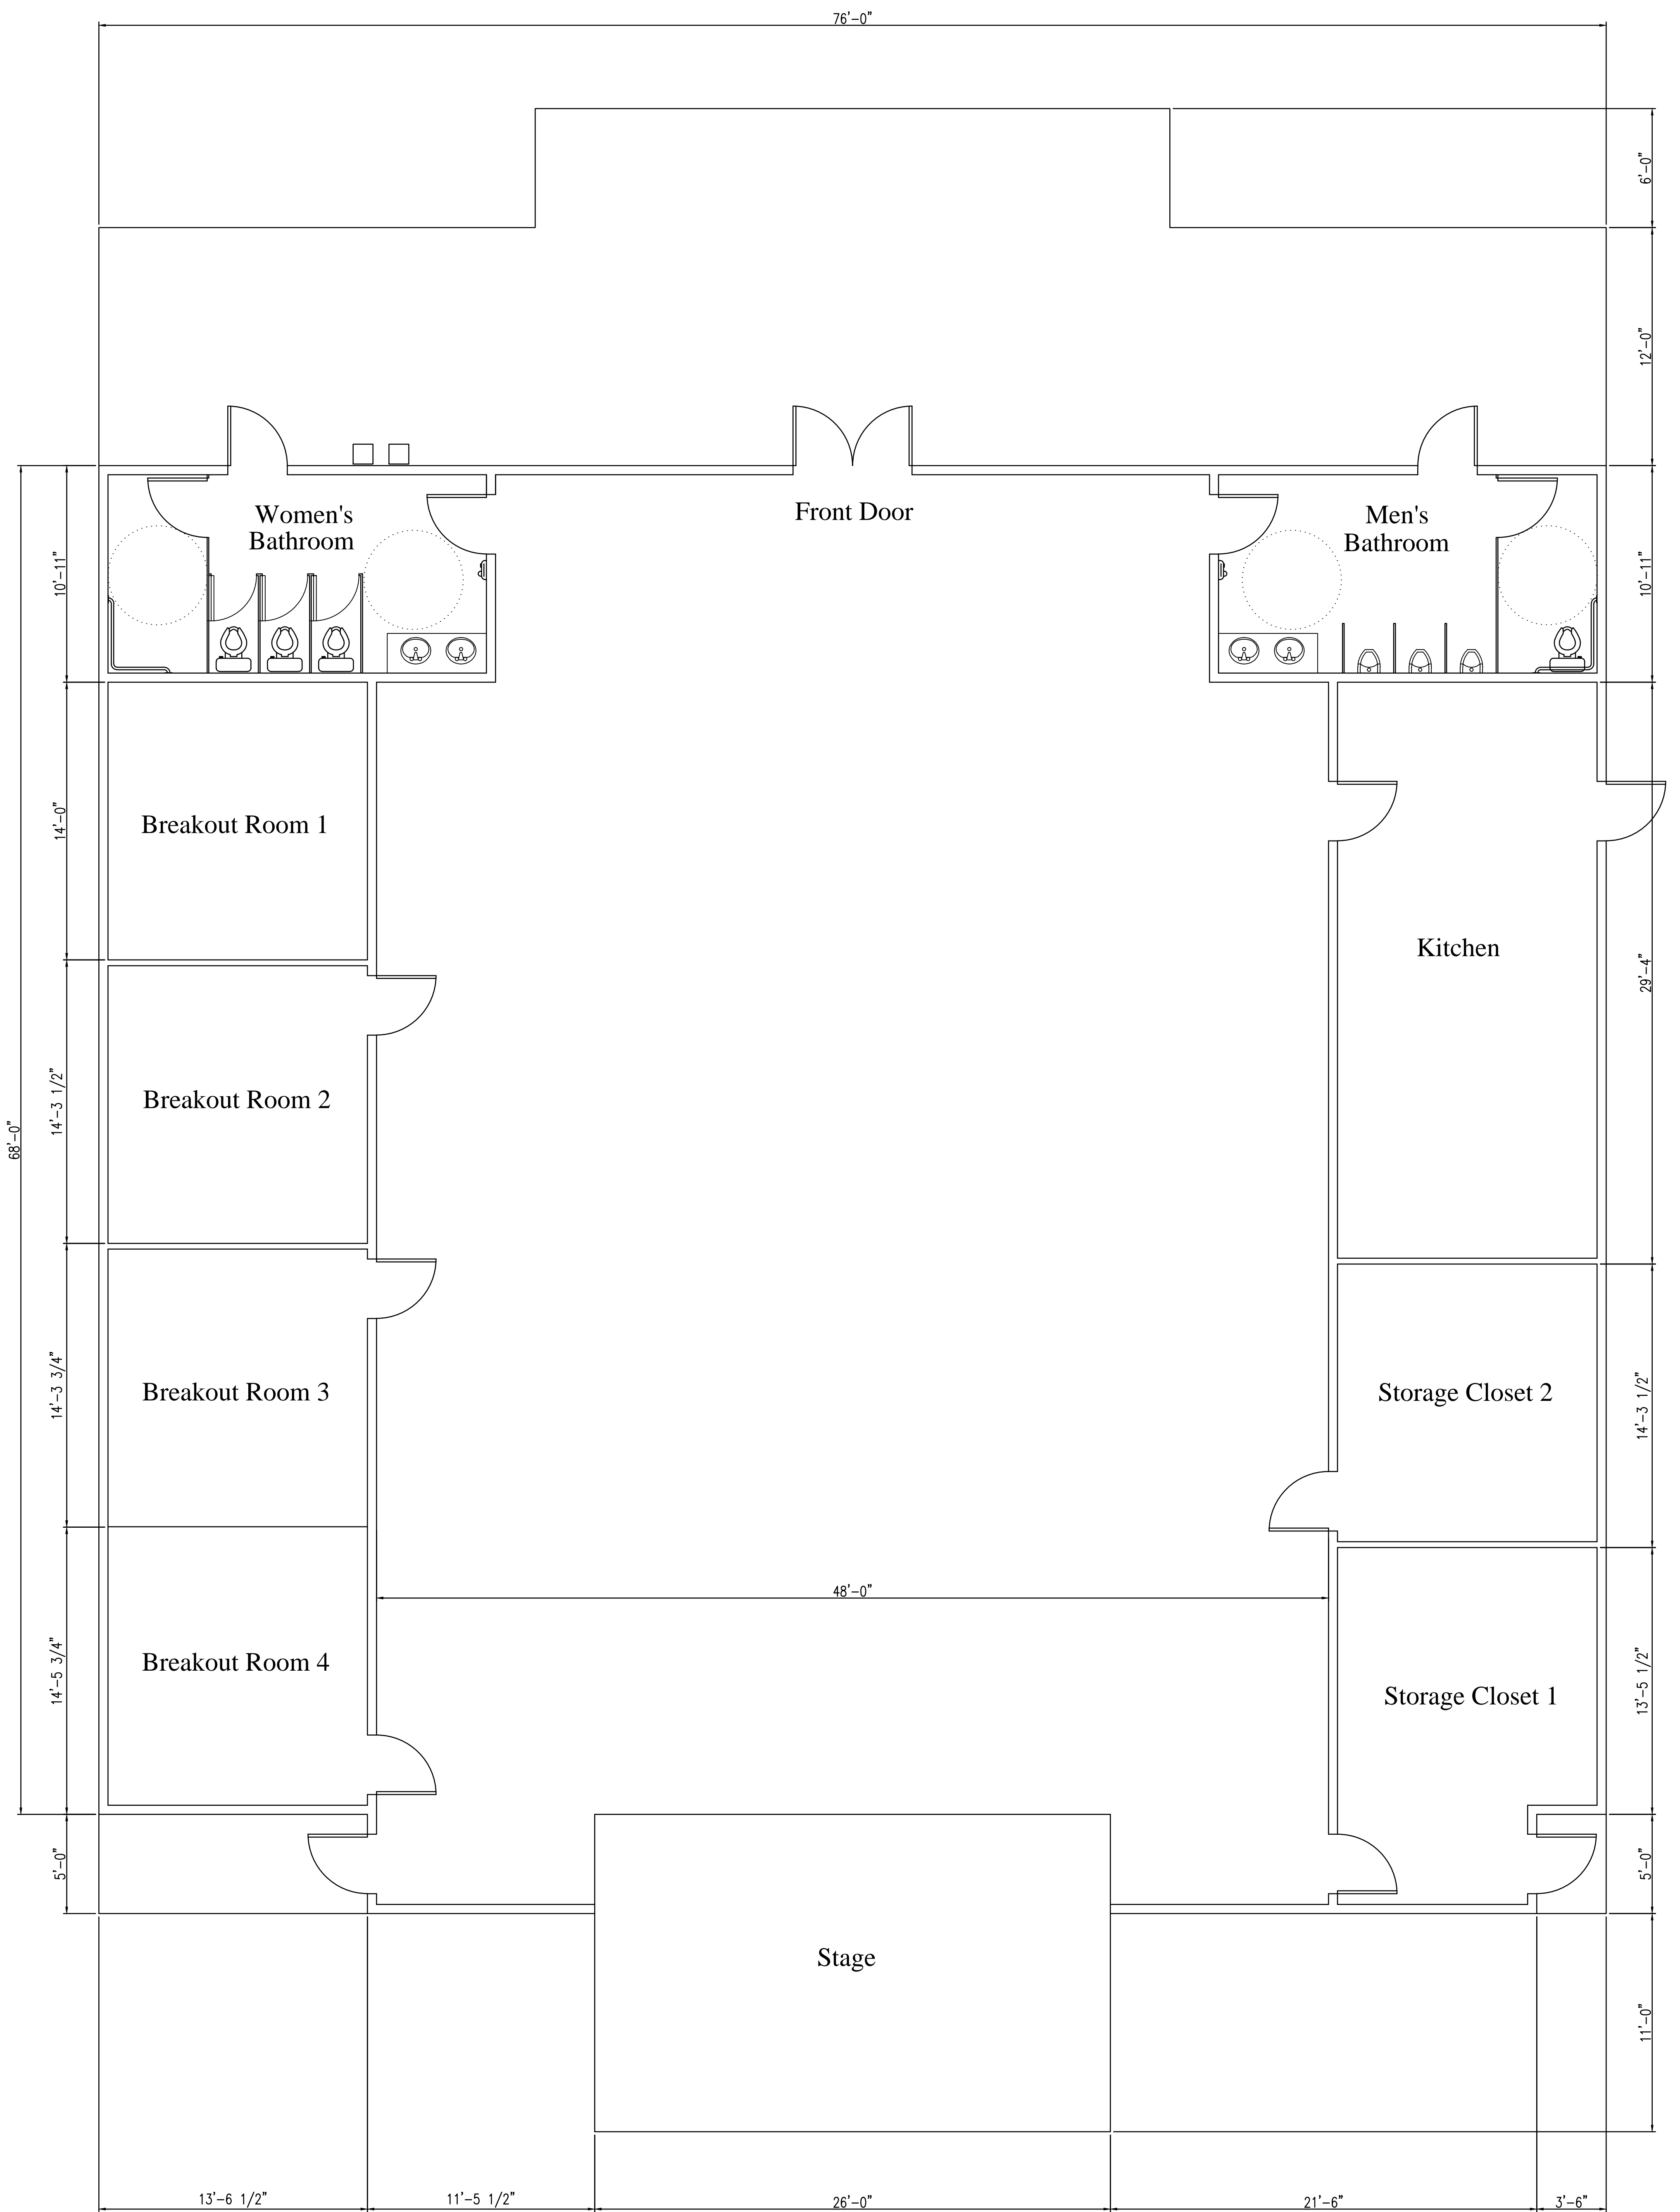 76'-0"
6'-0"
12'-0"
Women's
Bathroom
Front Door
Men's
Bathroom
10'-11"
10'-11"
Breakout Room 1
14'-0"
Kitchen
29'-4"
Breakout Room 2
14'-3 1/2"
68'-0"
Breakout Room 3
14'-3 3/4"
Storage Closet 2
14'-3 1/2"
48'-0"
Breakout Room 4
14'-5 3/4"
Storage Closet 1
13'-5 1/2"
5'-0"
5'-0"
Stage
11'-0"
13'-6 1/2"
11'-5 1/2"
26'-0"
21'-6"
3'-6"